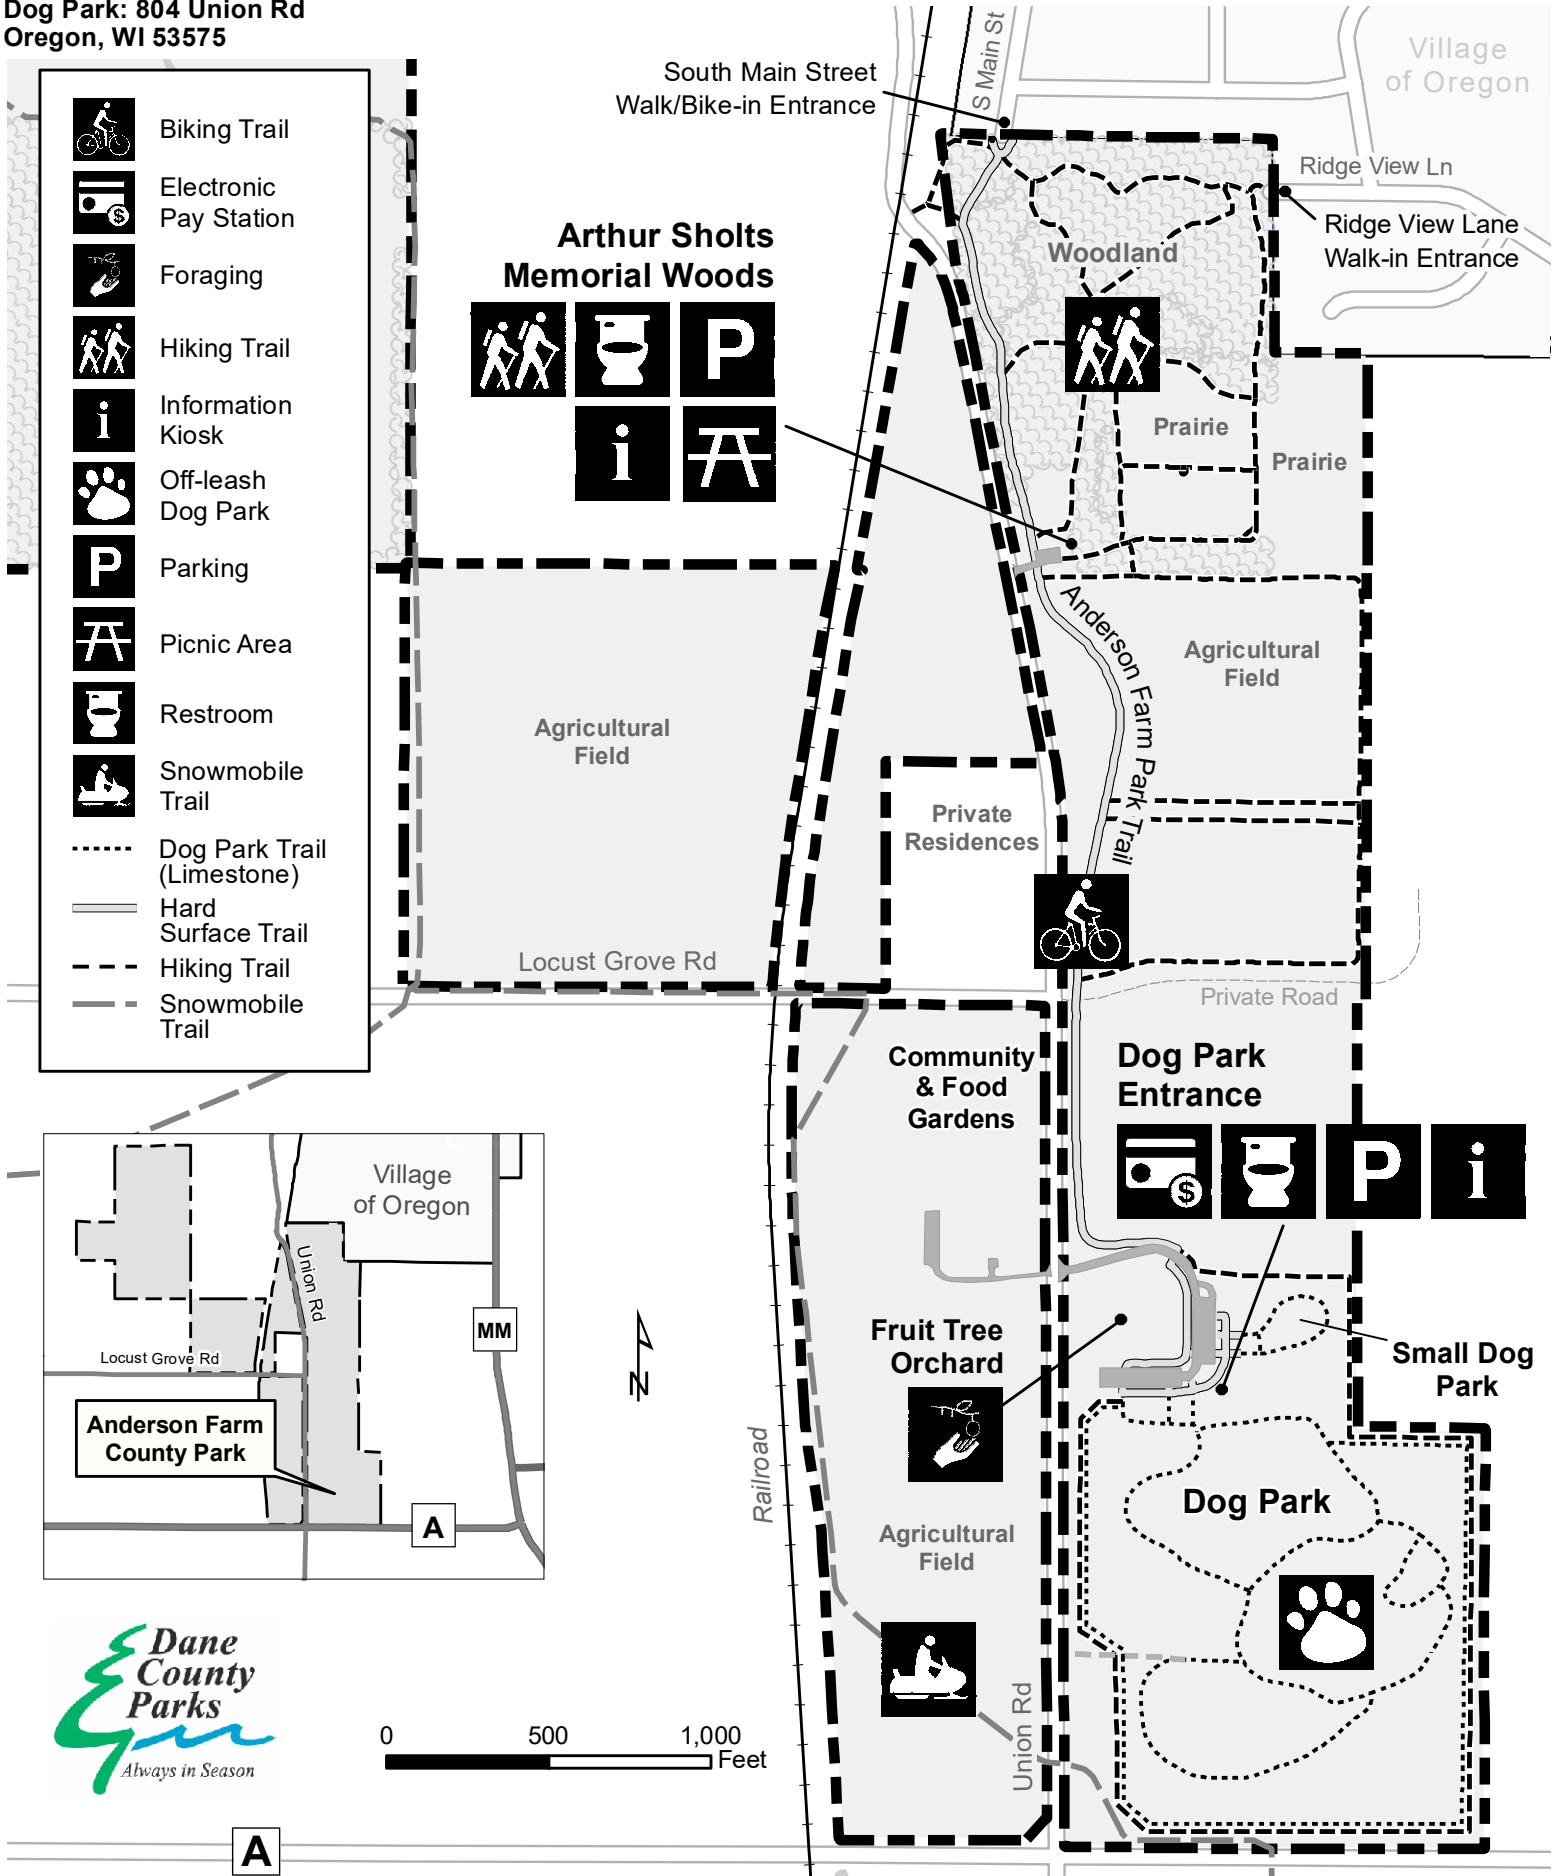 Dog Park: 804 Union Rd
Oregon, WI 53575
Biking Trail
Electronic
Pay Station
$
Foraging
Hiking Trail
i
Information
Kiosk
Off-leash
Dog Park
P
Parking
Picnic Area
Restroom
Snowmobile
Trail
Dog Park Trail
(Limestone)
Hard
Surface Trail
Hiking Trail
Snowmobile
Trail
South Main Street
Walk/Bike-in Entrance
S Main St
Village
of Oregon
Ridge View Ln
Ridge View Lane
Walk-in Entrance
Arthur Sholts
Memorial Woods
P
i
Woodland
Prairie
Prairie
Anderson Farm Park Trail
Agricultural
Field
Agricultural
Field
Private
Residences
Locust Grove Rd
Private Road
Community
& Food
Gardens
Dog Park
Entrance
$
P
i
Fruit Tree
Orchard
Small Dog
Park
Railroad
Dog Park
Agricultural
Field
Union Rd
Village
of Oregon
Union Rd
MM
Locust Grove Rd
Anderson Farm
County Park
A
N
Dane
County
Parks
Always in Season
0 500 1,000
Feet
A